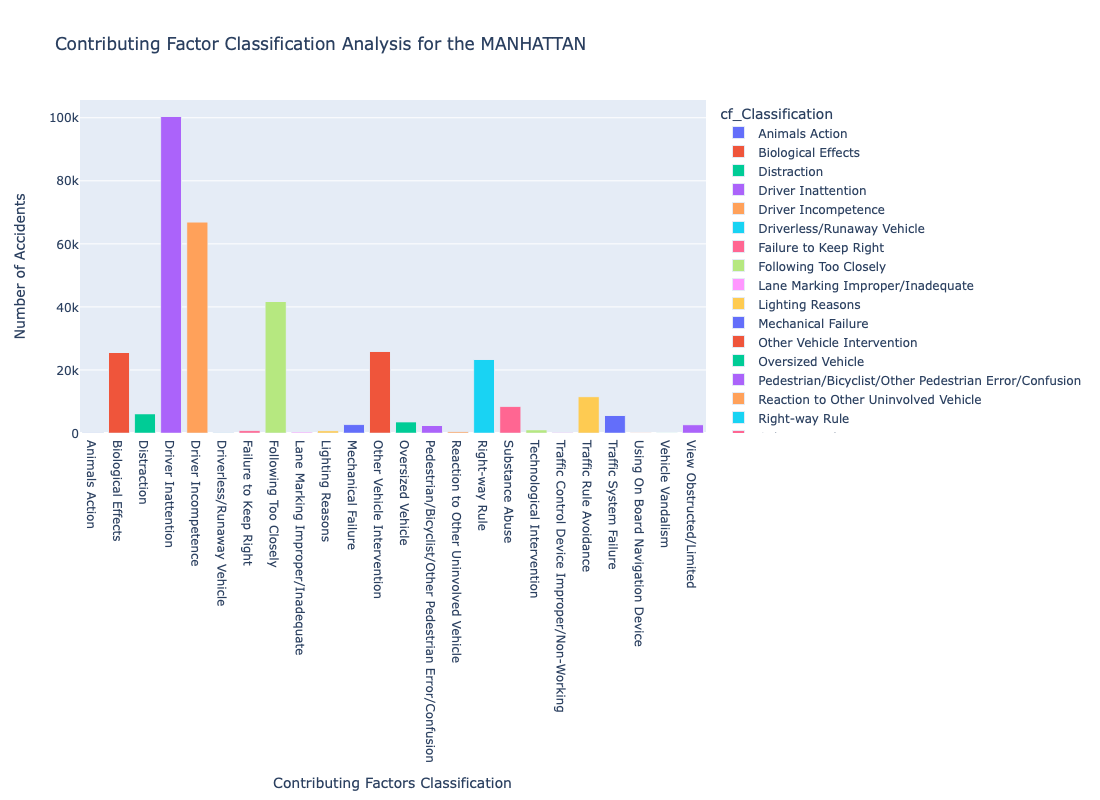 Contributing Factor Classification Analysis for the MANHATTAN
Number of Accidents
100k
80k
60k
40k
20k
0
cf_Classification
Animals Action
Biological Effects
Distraction
Driver Inattention
Driver Incompetence
Driverless/Runaway Vehicle
Failure to Keep Right
Following Too Closely
Lane Marking Improper/Inadequate
Lighting Reasons
Mechanical Failure
Other Vehicle Intervention
Oversized Vehicle
Pedestrian/Bicyclist/Other Pedestrian Error/Confusion
Reaction to Other Uninvolved Vehicle
Right-way Rule
Animals Action
Biological Effects
Distraction
Driver Inattention
Driver Incompetence
Driverless/Runaway Vehicle
Failure to Keep Right
Following Too Closely
Lane Marking Improper/Inadequate
Lighting Reasons
Mechanical Failure
Other Vehicle Intervention
Oversized Vehicle
Pedestrian/Bicyclist/Other Pedestrian Error/Confusion
Reaction to Other Uninvolved Vehicle
Right-way Rule
Substance Abuse
Technological Intervention
Traffic Control Device Improper/Non-Working
Traffic Rule Avoidance
Traffic System Failure
Using On Board Navigation Device
Vehicle Vandalism
View Obstructed/Limited
Contributing Factors Classification